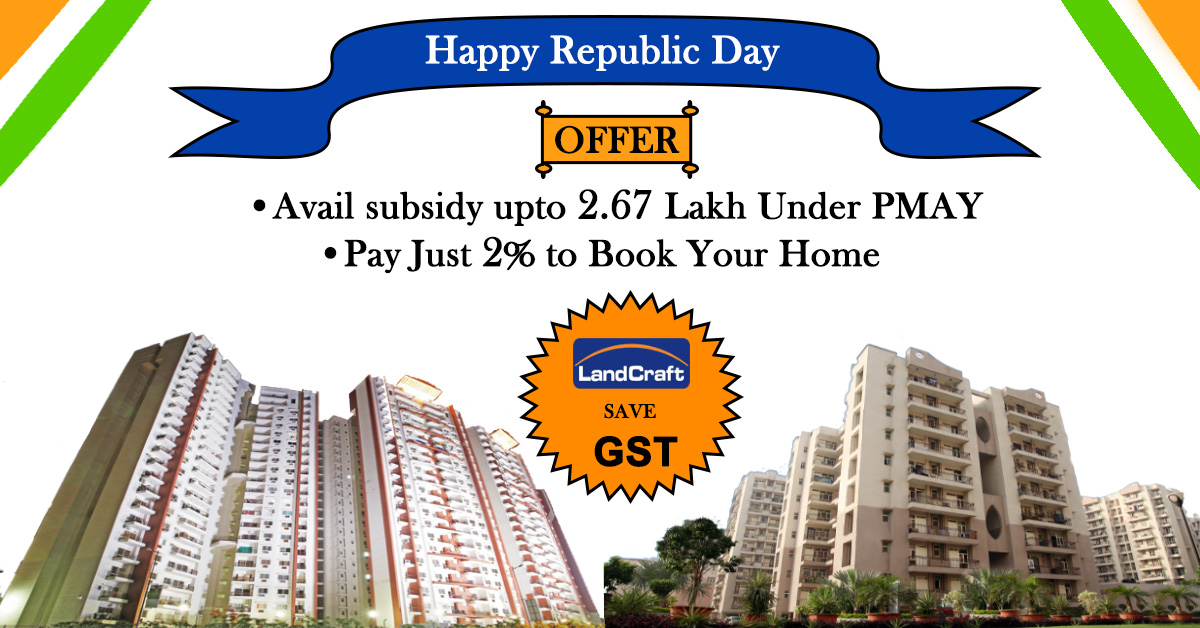 Happy Republic Day
OFFER
•Avail subsidy upto 2.67 Lakh Under PMAY
•Pay Just 2% to Book Your Home
LandCraft
SAVE
GST